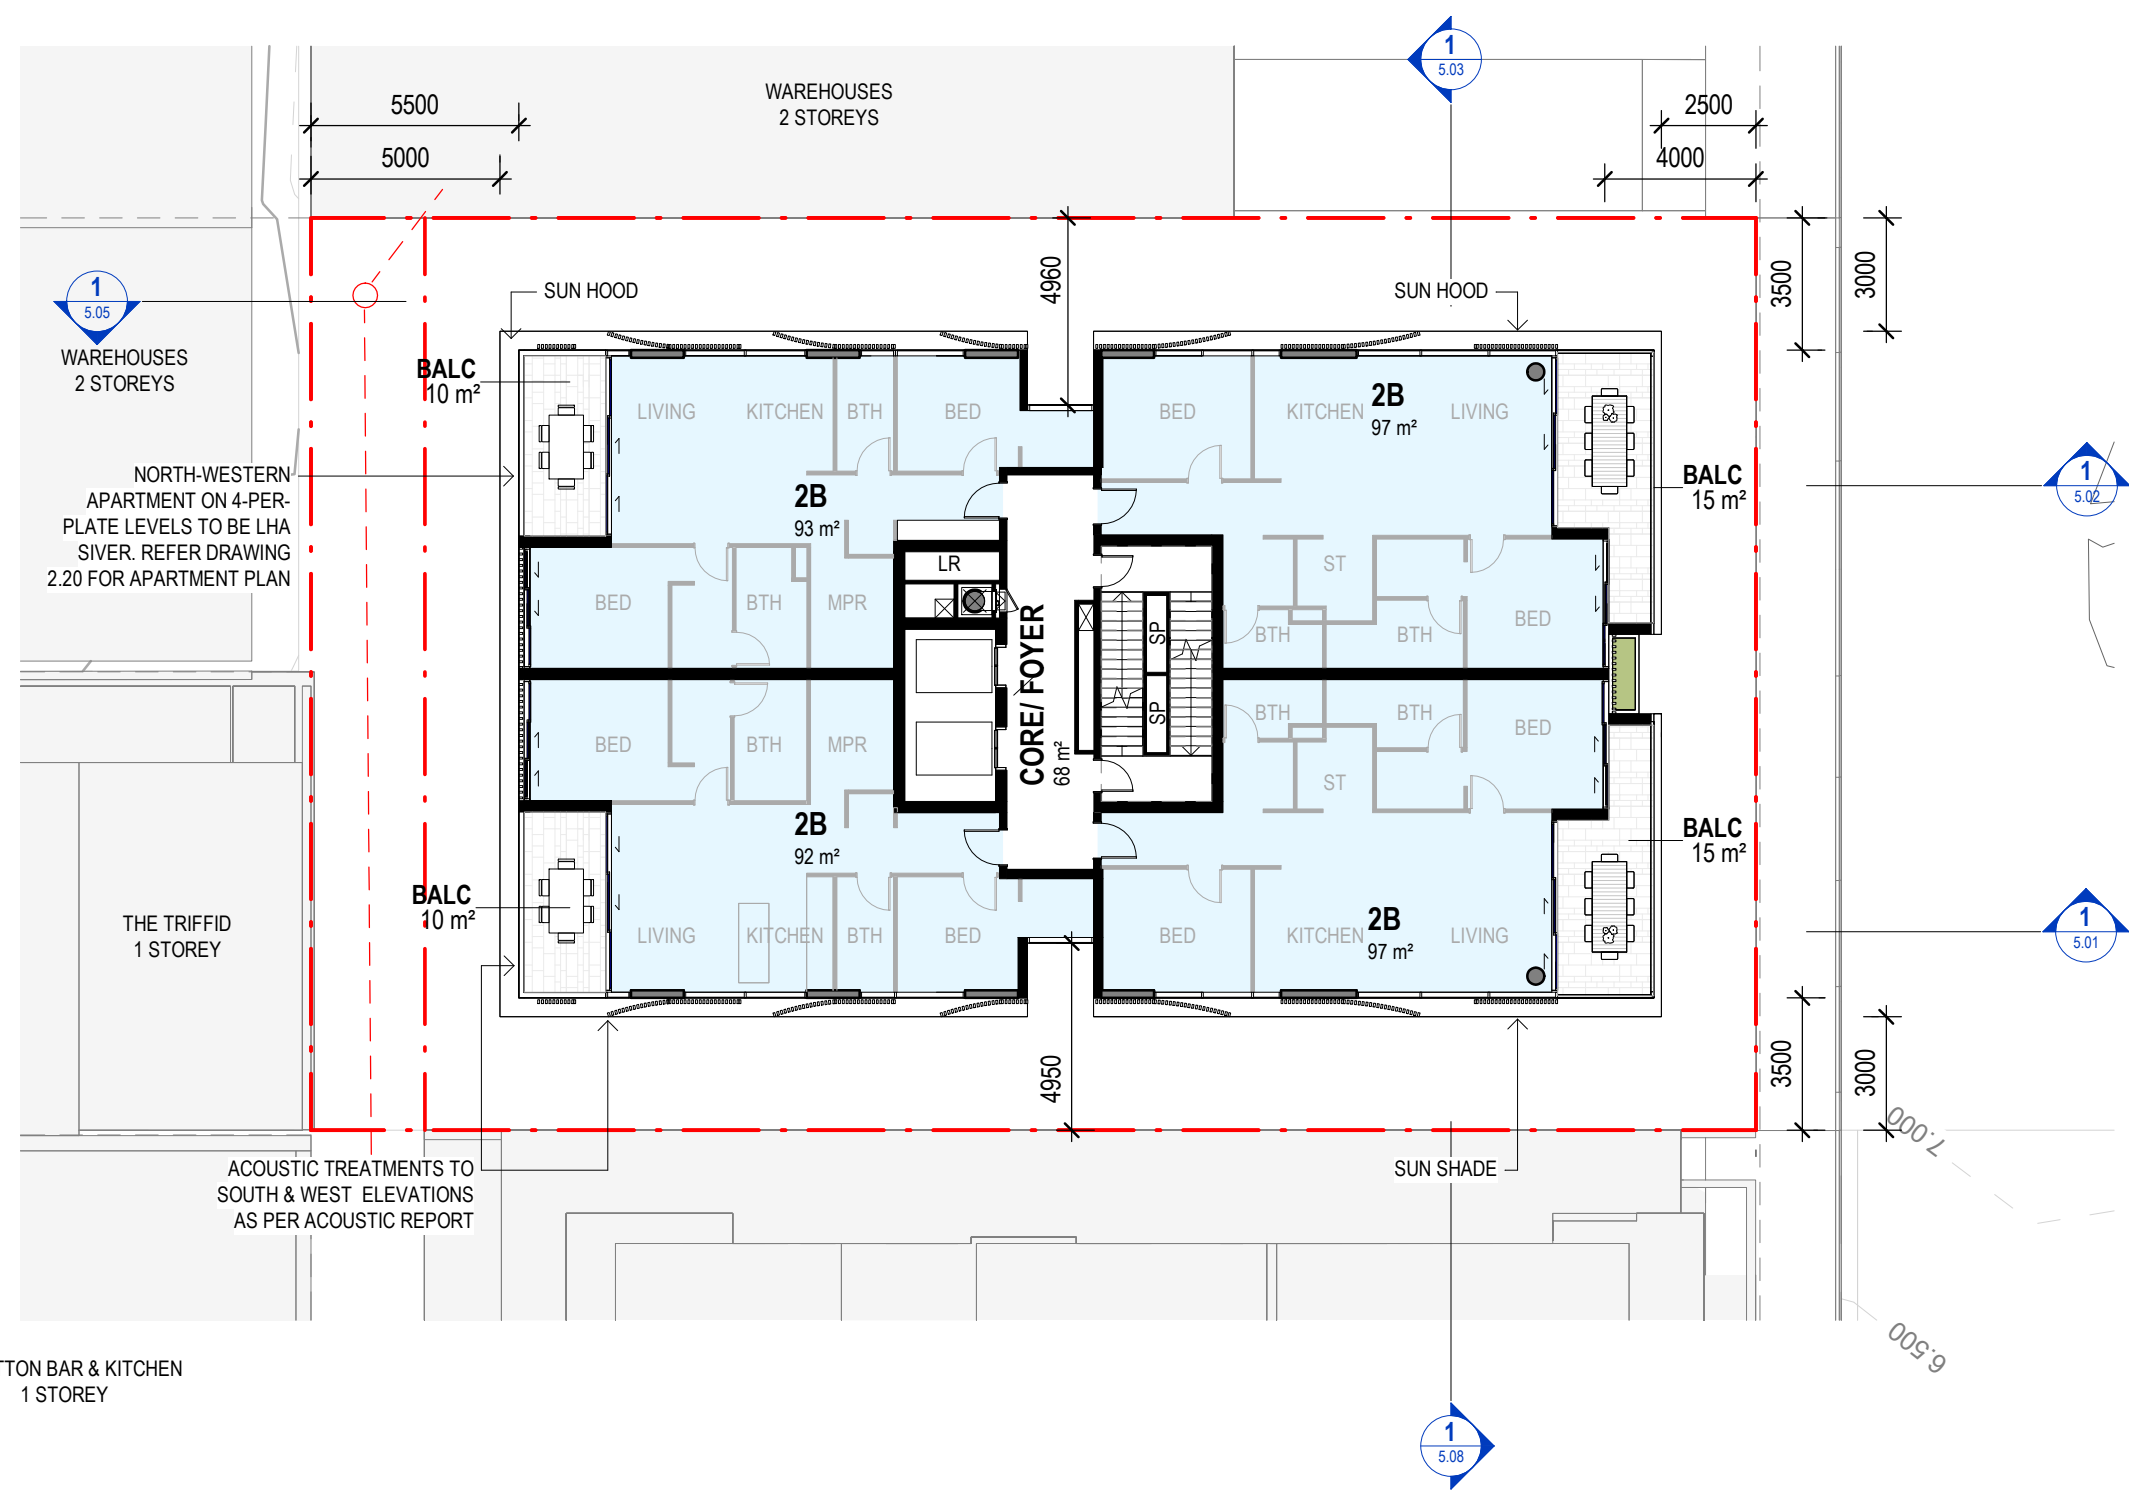 1
5.03
WAREHOUSES
2 STOREYS
5500
5000
2500
4000
4960
3500
3000
SUN HOOD
SUN HOOD
1
5.05
WAREHOUSES
2 STOREYS
BALC
10 m²
LIVING
KITCHEN
BTH
BED
BED
KITCHEN
2B
97 m²
LIVING
NORTH-WESTERN
APARTMENT ON 4-PER-
PLATE LEVELS TO BE LHA
SIVER. REFER DRAWING
2.20 FOR APARTMENT PLAN
2B
93 m²
BALC
15 m²
1
5.02
LR
ST
BED
BTH
MPR
BTH
BTH
BED
SP
CORE/ FOYER
68 m²
SP
BED
BTH
MPR
BTH
BTH
BED
ST
2B
92 m²
BALC
15 m²
BALC
10 m²
THE TRIFFID
1 STOREY
LIVING
KITCHEN
BTH
BED
BED
KITCHEN
2B
97 m²
LIVING
1
5.01
4950
3500
3000
7.000
ACOUSTIC TREATMENTS TO
SOUTH & WEST ELEVATIONS
AS PER ACOUSTIC REPORT
SUN SHADE
6.500
TTON BAR & KITCHEN
1 STOREY
1
5.08